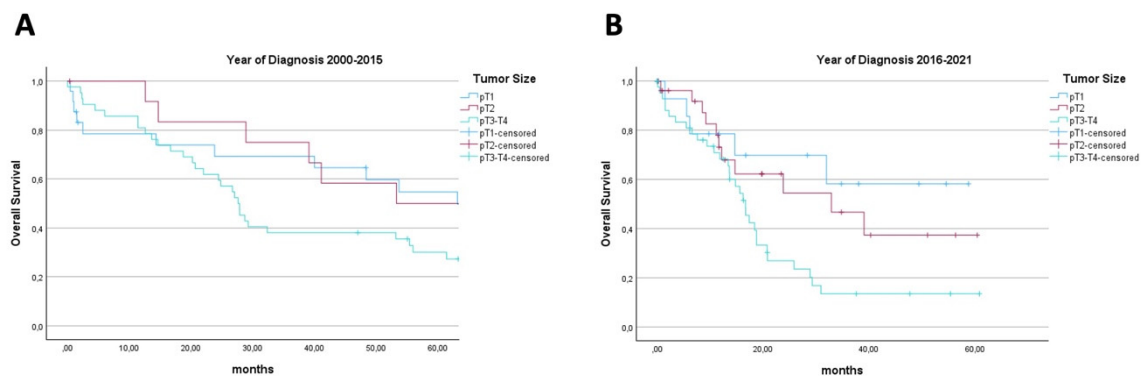 A
Year of Diagnosis 2000-2015
Overall Survival
1,0
0,8
0,6
0,4
0,2
0,0
,00
10,00
20,00
30,00
40,00
50,00
60,00
months
Tumor Size
pT1
pT2
pT3-T4
pT1-censored
pT2-censored
pT3-T4-censored
B
Year of Diagnosis 2016-2021
Overall Survival
1,0
0,8
0,6
0,4
0,2
0,0
,00
20,00
40,00
60,00
months
Tumor Size
pT1
pT2
pT3-T4
pT1-censored
pT2-censored
pT3-T4-censored